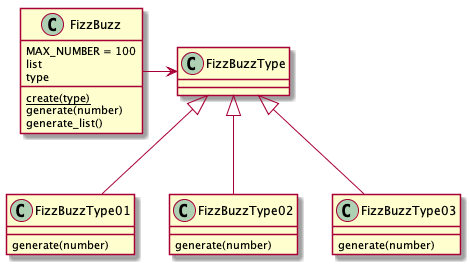 C FizzBuzz
MAX_NUMBER = 100
list
type
create(type)
generate(number)
generate_list()
C FizzBuzzType
C FizzBuzzType01
generate(number)
C FizzBuzzType02
generate(number)
C FizzBuzzType03
generate(number)